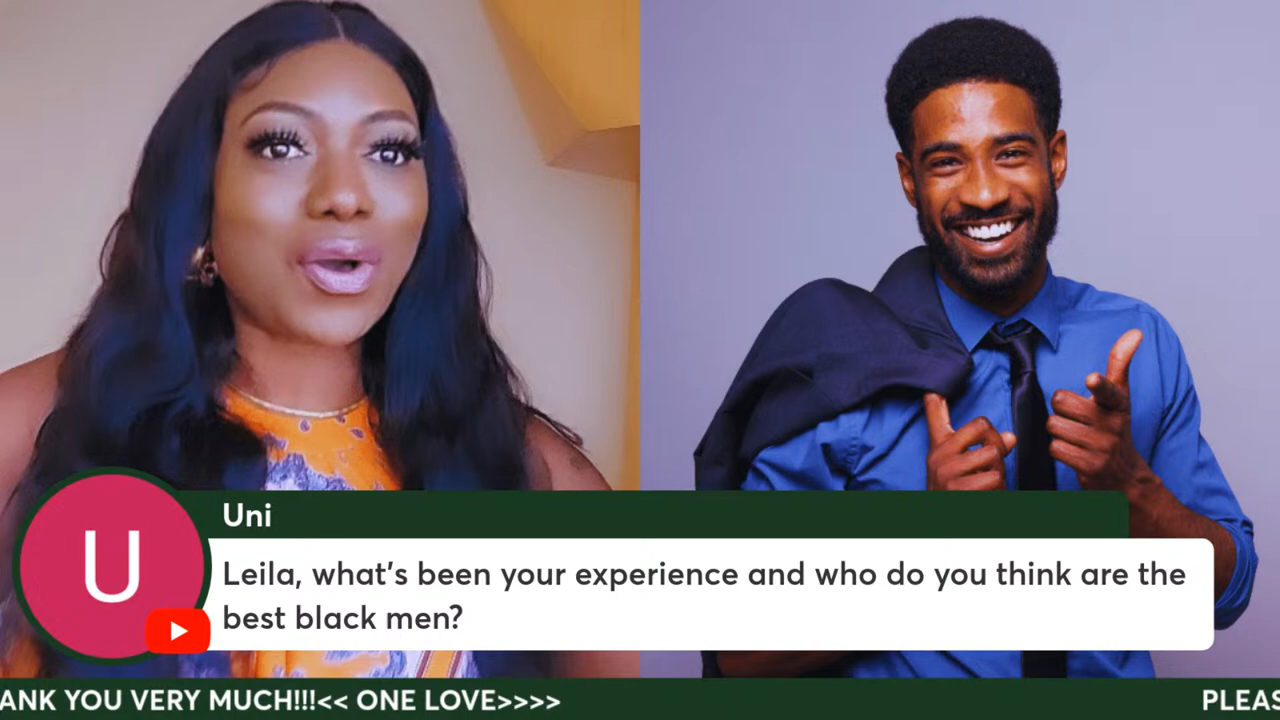 U
Uni
Leila, what's been your experience and who do you think are the
best black men?
ANK YOU VERY MUCH!!!<< ONE LOVE>>>> PLEAS